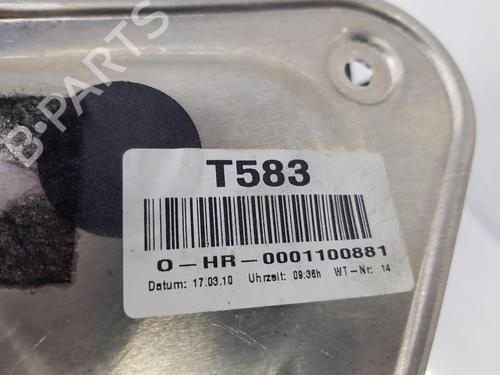 B-PARTS
T583
O-HR-0001100881
Datum: 17.03.10 Uhrzeit: 09:36h WT-Nr: 14